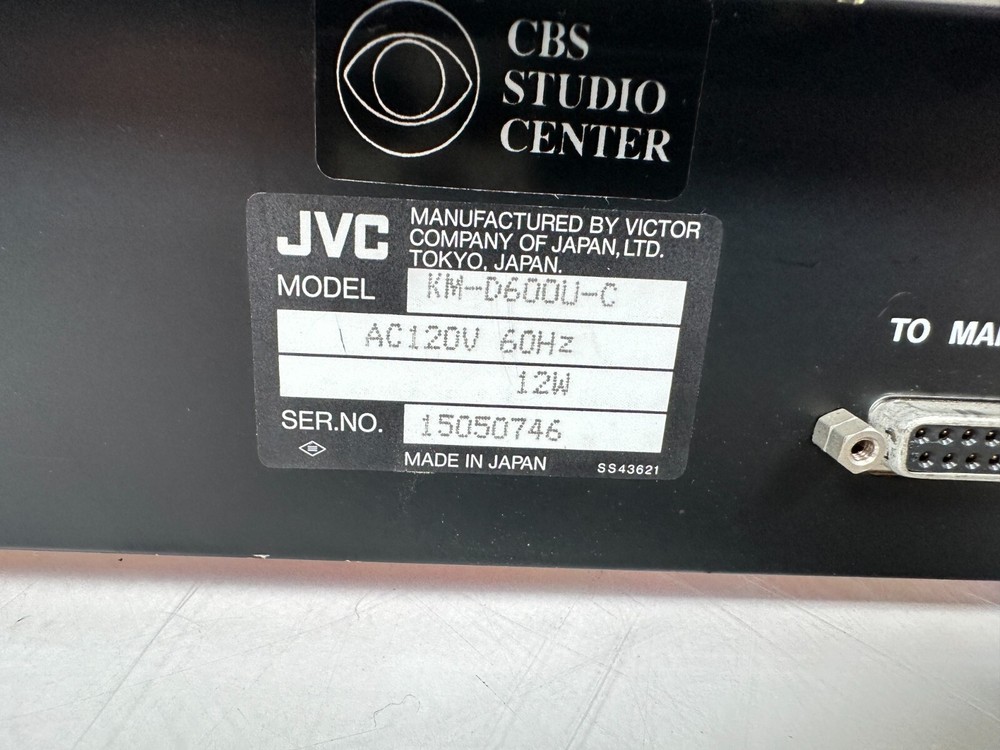 CBS
STUDIO
CENTER
JVC
MANUFACTURED BY VICTOR
COMPANY OF JAPAN, LTD.
TOKYO, JAPAN.
MODEL KM-D600U-C
AC120V 60Hz
12W
SER.NO. 15050746
MADE IN JAPAN SS43621
TO